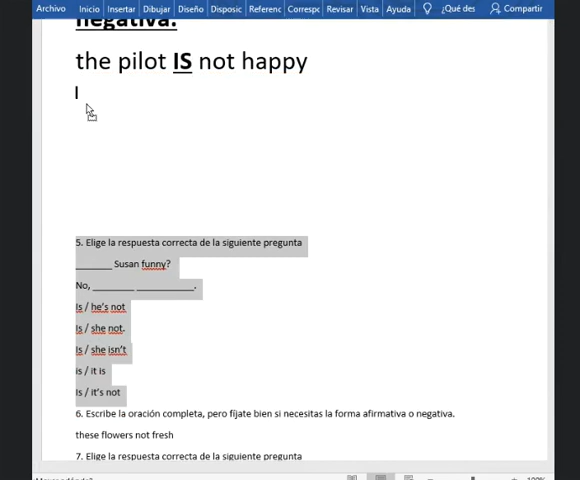 Archivo Inicio Insertar Dibujar Diseño Disposic Referenc Correspo Revisar Vista Ayuda ¿Qué des Compartir
negativa:
the pilot IS not happy
5. Elige la respuesta correcta de la siguiente pregunta
_______ Susan funny?
No, ________ ___________.
Is / he's not
Is / she not.
Is / she isn't
is / it is
Is / it's not
6. Escribe la oración completa, pero fíjate bien si necesitas la forma afirmativa o negativa.
these flowers not fresh
7. Elige la respuesta correcta de la siguiente pregunta
100%